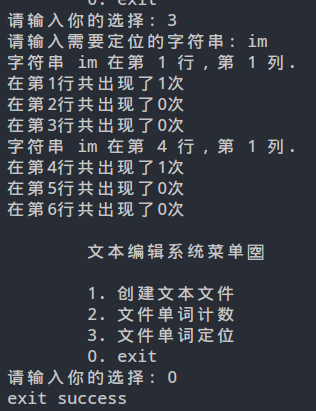 0. exit
请输入你的选择: 3
请输入需要定位的字符串: im
字符串 im 在第 1 行，第 1 列.
在第1行共出现了1次
在第2行共出现了0次
在第3行共出现了0次
字符串 im 在第 4 行，第 1 列.
在第4行共出现了1次
在第5行共出现了0次
在第6行共出现了0次
文本编辑系统菜单
1. 创建文本文件
2. 文件单词计数
3. 文件单词定位
0. exit
请输入你的选择: 0
exit success